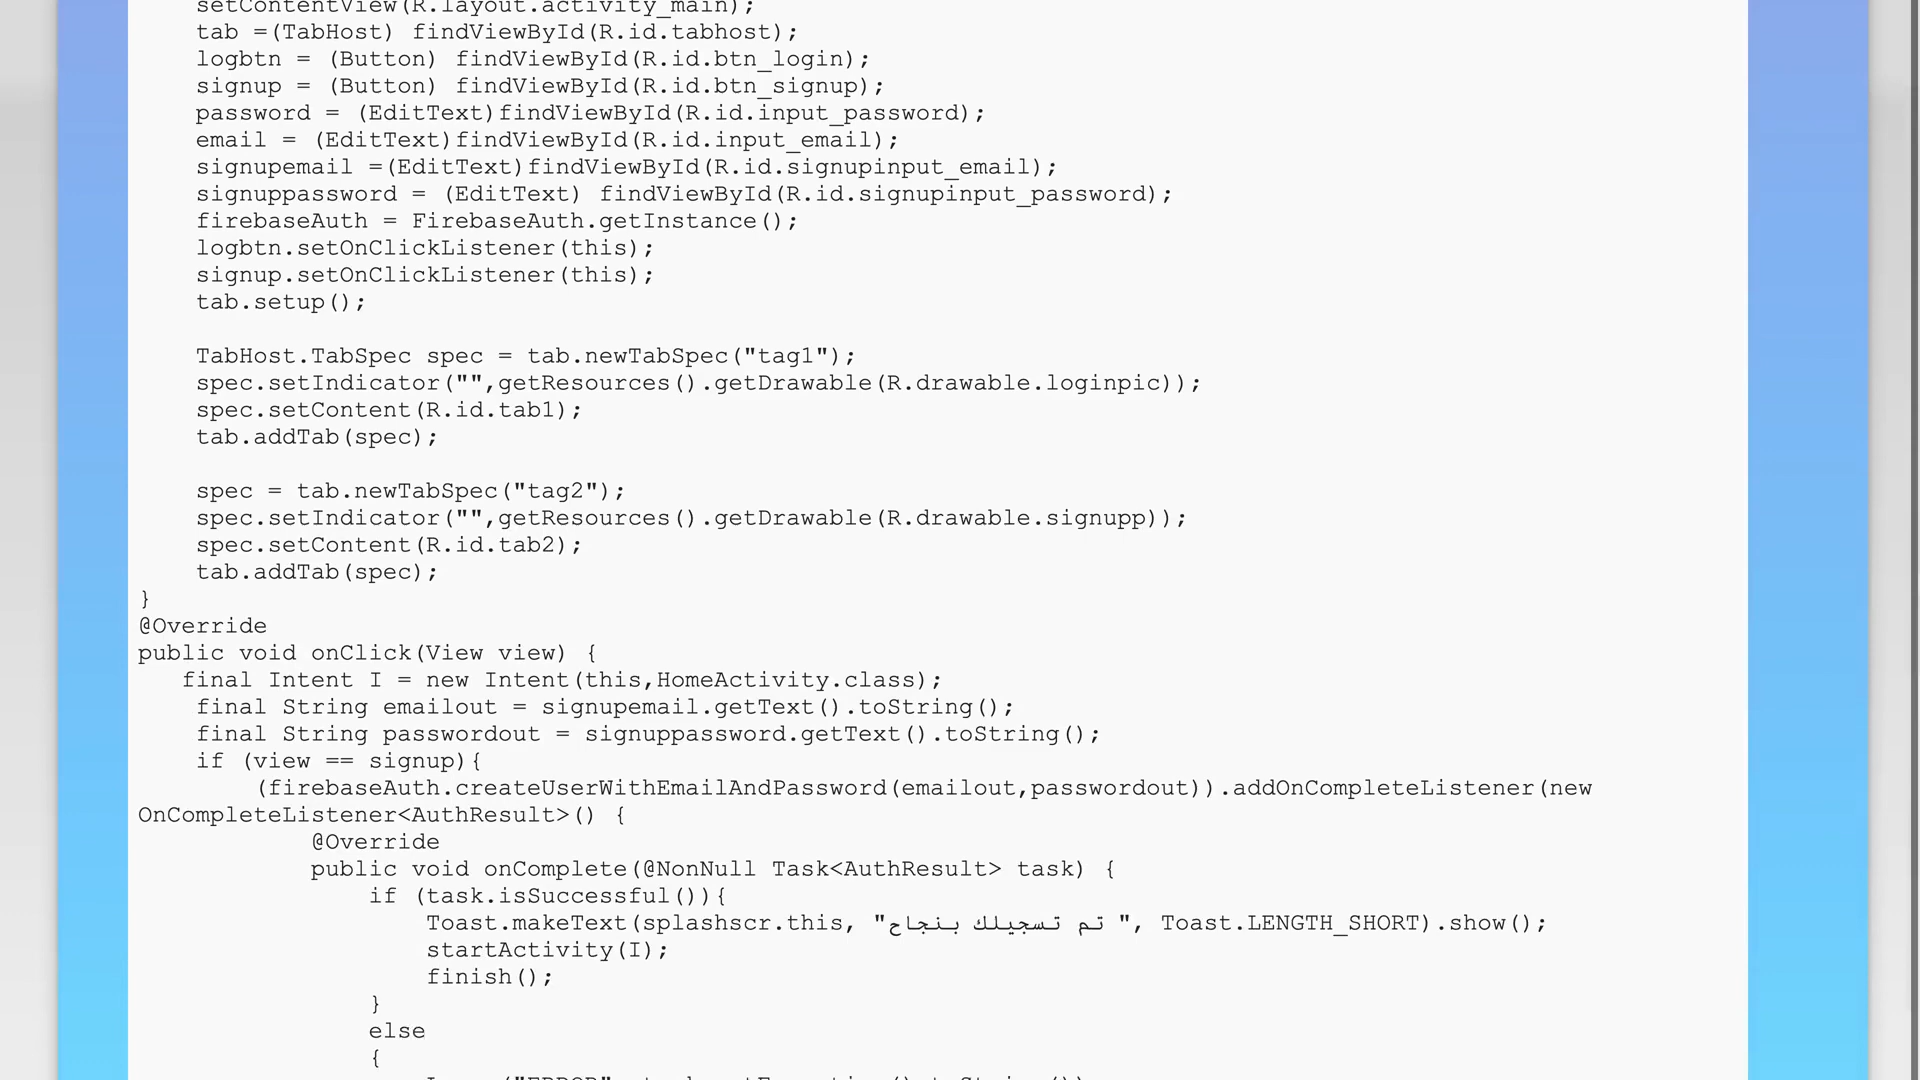 setContentView(R.layout.activity_main);
tab =(TabHost) findViewById(R.id.tabhost);
logbtn = (Button) findViewById(R.id.btn_login);
signup = (Button) findViewById(R.id.btn_signup);
password = (EditText)findViewById(R.id.input_password);
email = (EditText)findViewById(R.id.input_email);
signupemail =(EditText)findViewById(R.id.signupinput_email);
signuppassword = (EditText) findViewById(R.id.signupinput_password);
firebaseAuth = FirebaseAuth.getInstance();
logbtn.setOnClickListener(this);
signup.setOnClickListener(this);
tab.setup();
TabHost.TabSpec spec = tab.newTabSpec("tag1");
spec.setIndicator("",getResources().getDrawable(R.drawable.loginpic));
spec.setContent(R.id.tab1);
tab.addTab(spec);
spec = tab.newTabSpec("tag2");
spec.setIndicator("",getResources().getDrawable(R.drawable.signupp));
spec.setContent(R.id.tab2);
tab.addTab(spec);
}
@Override
public void onClick(View view) {
final Intent I = new Intent(this,HomeActivity.class);
final String emailout = signupemail.getText().toString();
final String passwordout = signuppassword.getText().toString();
if (view == signup){
(firebaseAuth.createUserWithEmailAndPassword(emailout,passwordout)).addOnCompleteListener(new
OnCompleteListener<AuthResult>() {
@Override
public void onComplete(@NonNull Task<AuthResult> task) {
if (task.isSuccessful()){
Toast.makeText(splashscr.this, "تم تسجيلك بنجاح ", Toast.LENGTH_SHORT).show();
startActivity(I);
finish();
}
else
{